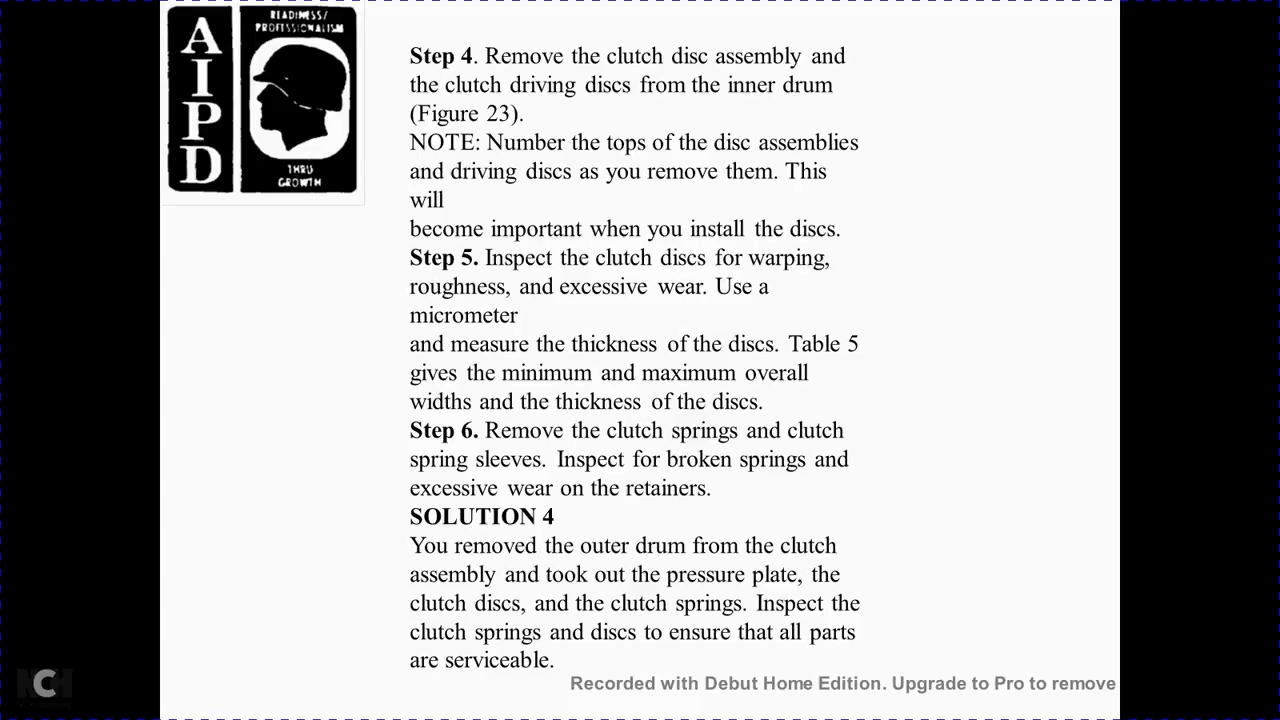 A
I
P
D
READINESS/
PROFESSIONALISM
THRU
GROWTH
Step 4. Remove the clutch disc assembly and
the clutch driving discs from the inner drum
(Figure 23).
NOTE: Number the tops of the disc assemblies
and driving discs as you remove them. This
will
become important when you install the discs.
Step 5. Inspect the clutch discs for warping,
roughness, and excessive wear. Use a
micrometer
and measure the thickness of the discs. Table 5
gives the minimum and maximum overall
widths and the thickness of the discs.
Step 6. Remove the clutch springs and clutch
spring sleeves. Inspect for broken springs and
excessive wear on the retainers.
SOLUTION 4
You removed the outer drum from the clutch
assembly and took out the pressure plate, the
clutch discs, and the clutch springs. Inspect the
clutch springs and discs to ensure that all parts
are serviceable.
NCH
Recorded with Debut Home Edition. Upgrade to Pro to remove